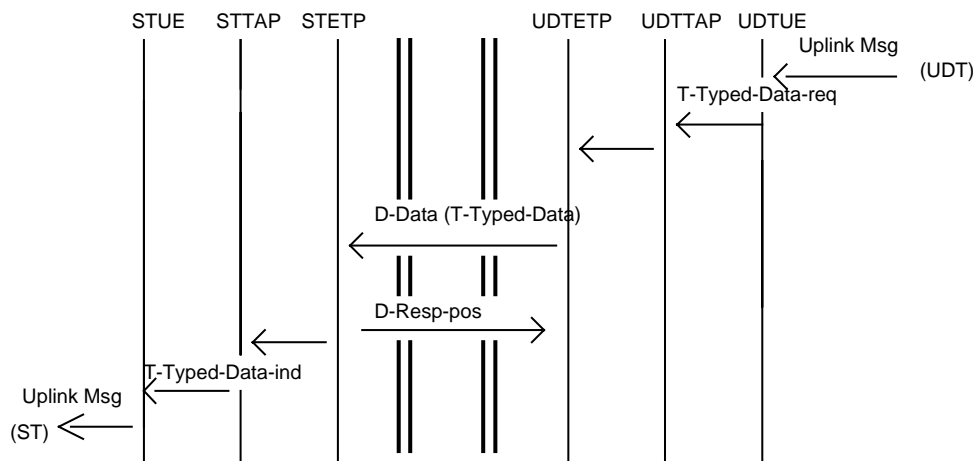 STUE STTAP STETP UDTETP UDTTAP UDTUE
Uplink Msg
(UDT)
T-Typed-Data-req
D-Data (T-Typed-Data)
D-Resp-pos
T-Typed-Data-ind
Uplink Msg
(ST)